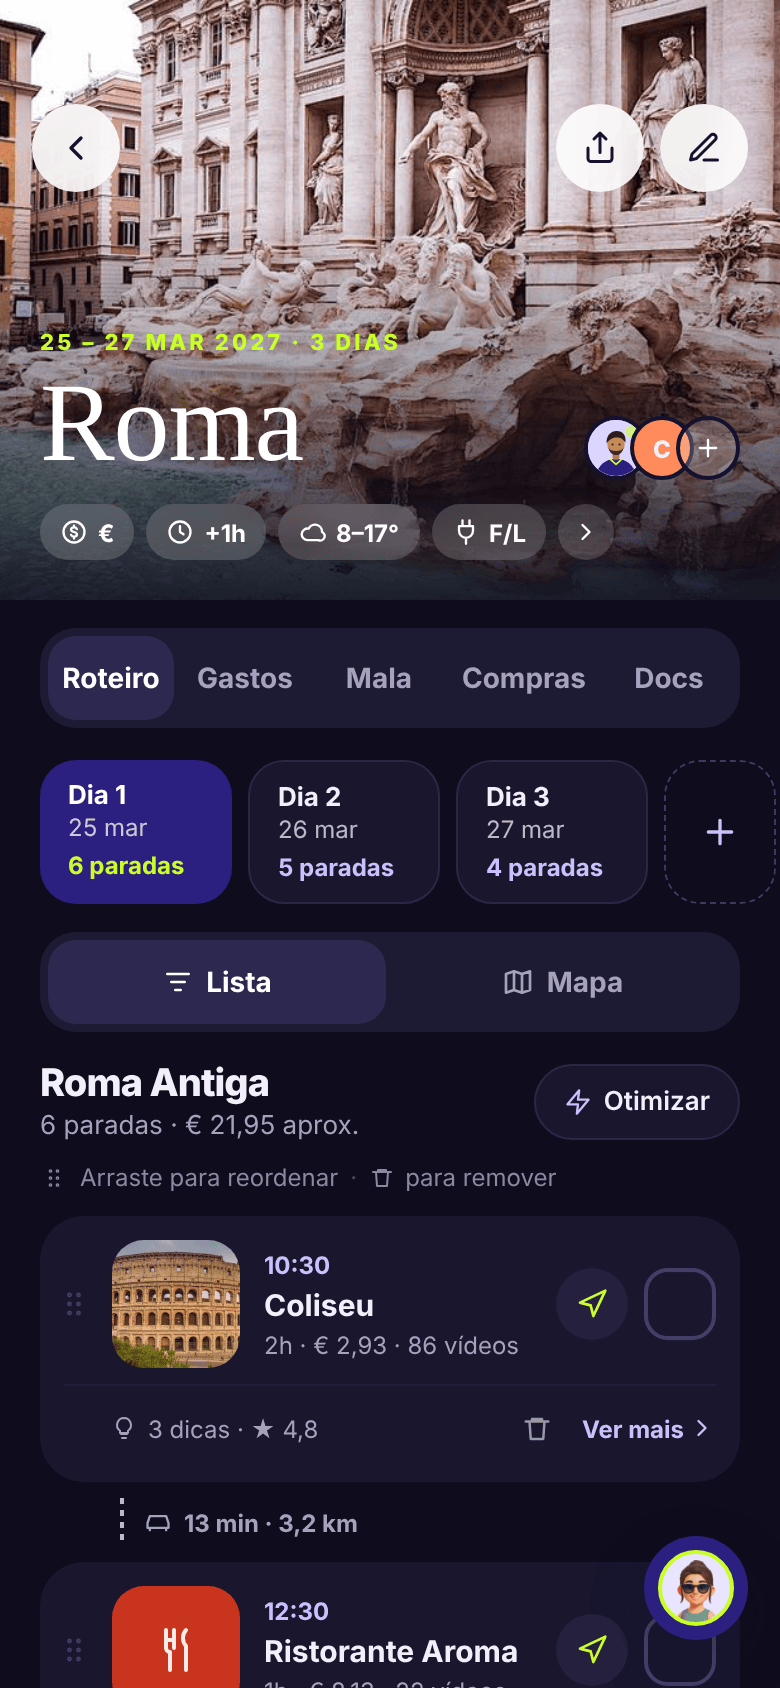 25 – 27 MAR 2027 · 3 DIAS
Roma
C
€
+1h
8–17°
F/L
Roteiro Gastos Mala Compras Docs
Dia 1
25 mar
6 paradas
Dia 2
26 mar
5 paradas
Dia 3
27 mar
4 paradas
Lista
Mapa
Roma Antiga
6 paradas · € 21,95 aprox.
Otimizar
Arraste para reordenar · para remover
10:30
Coliseu
2h · € 2,93 · 86 vídeos
3 dicas · ★ 4,8
Ver mais
13 min · 3,2 km
12:30
Ristorante Aroma